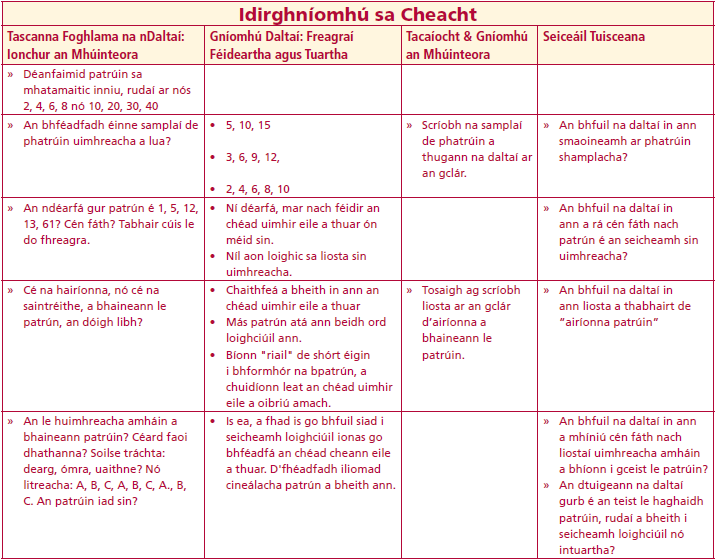 Idirghníomhú sa Cheacht
Tascanna Foghlama na nDaltaí:
Ionchur an Mhúinteora
Gníomhú Daltaí: Freagraí
Féideartha agus Tuartha
Tacaíocht & Gníomhú
an Mhúinteora
Seiceáil Tuisceana
» Déanfaimid patrúin sa
mhatamaitic inniu, rudaí ar nós
2, 4, 6, 8 nó 10, 20, 30, 40
» An bhféadfadh éinne samplaí de
phatrúin uimhreacha a lua?
• 5, 10, 15
• 3, 6, 9, 12,
• 2, 4, 6, 8, 10
» Scríobh na samplaí
de phatrúin a
thugann na daltaí ar
an gclár.
» An bhfuil na daltaí in ann
smaoineamh ar phatrúin
shamplacha?
» An ndéarfá gur patrún é 1, 5, 12,
13, 61? Cén fáth? Tabhair cúis le
do fhreagra.
• Ní déarfá, mar nach féidir an
chéad uimhir eile a thuar ón
méid sin.
• Níl aon loighic sa liosta sin
uimhreacha.
» An bhfuil na daltaí in
ann a rá cén fáth nach
patrún é an seicheamh sin
uimhreacha?
» Cé na hairíonna, nó cé na
saintréithe, a bhaineann le
patrún, an dóigh libh?
• Chaithfeá a bheith in ann an
chéad uimhir eile a thuar
• Más patrún atá ann beidh ord
loighciúil ann.
• Bíonn "riail" de shórt éigin
i bhformhór na bpatrún, a
chuidíonn leat an chéad uimhir
eile a oibriú amach.
» Tosaigh ag scríobh
liosta ar an gclár
d'airíonna a
bhaineann le
patrúin.
» An bhfuil na daltaí in
ann liosta a thabhairt de
"airíonna patrúin"
» An le huimhreacha amháin a
bhaineann patrúin? Céard faoi
dhathanna? Soilse tráchta:
dearg, ómra, uaithne? Nó
litreacha: A, B, C, A, B, C, A., B,
C. An patrúin iad sin?
• Is ea, a fhad is go bhfuil siad i
seicheamh loighciúil ionas go
bhféadfá an chéad cheann eile
a thuar. D'fhéadfadh iliomad
cineálacha patrún a bheith ann.
» An bhfuil na daltaí in ann
a mhíniú cén fáth nach
liostaí uimhreacha amháin
a bhíonn i gceist le patrúin?
» An dtuigeann na daltaí
gurb é an teist le haghaidh
patrúin, rudaí a bheith i
seicheamh loighciúil nó
intuartha?